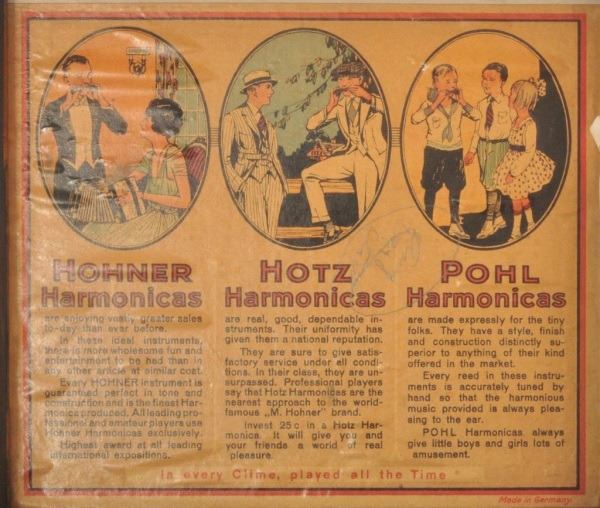 HOHNER
Harmonicas
are enjoying vastly greater sales
to-day than ever before.
In these ideal instruments,
there is more wholesome fun and
entertainment to be had than in
any other article at similar cost.
Every HOHNER instrument is
guaranteed perfect in tone and
construction and is the finest Har-
monica produced. All leading pro-
fessional and amateur players use
Hohner Harmonicas exclusively.
Highest award at all leading
international expositions.
HOTZ
Harmonicas
are real, good, dependable in-
struments. Their uniformity has
given them a national reputation.
They are sure to give satis-
factory service under all condi-
tions. In their class, they are un-
surpassed. Professional players
say that Hotz Harmonicas are the
nearest approach to the world-
famous „M. Hohner" brand.
Invest 25c in a Hotz Har-
monica. It will give you and
your friends a world of real
pleasure.
POHL
Harmonicas
are made expressly for the tiny
folks. They have a style, finish
and construction distinctly su-
perior to anything of their kind
offered in the market.
Every reed in these instru-
ments is accurately tuned by
hand so that the harmonious
music provided is always pleas-
ing to the ear.
POHL Harmonicas always
give little boys and girls lots of
amusement.
In every Clime, played all the Time
Made in Germany